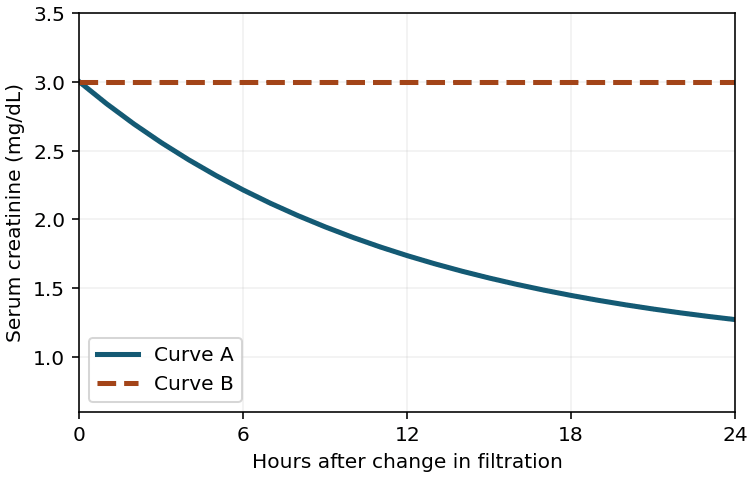 Serum creatinine (mg/dL)
3.5
3.0
2.5
2.0
1.5
1.0
Curve A
Curve B
0 6 12 18 24
Hours after change in filtration